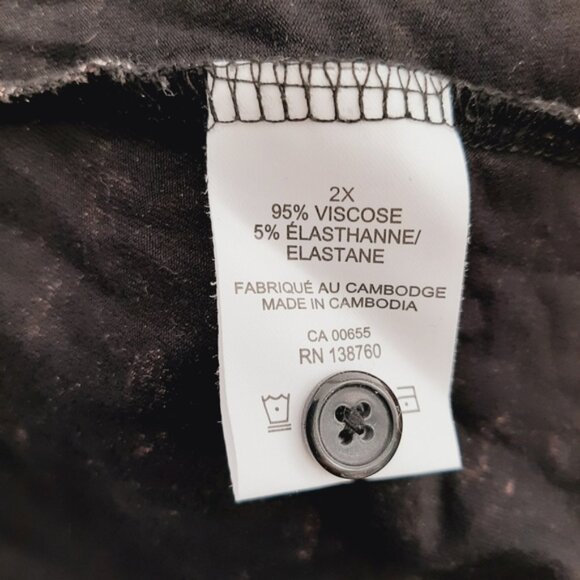 2X
95% VISCOSE
5% ÉLASTHANNE/
ELASTANE
FABRIQUÉ AU CAMBODGE
MADE IN CAMBODIA
CA 00655
RN 138760